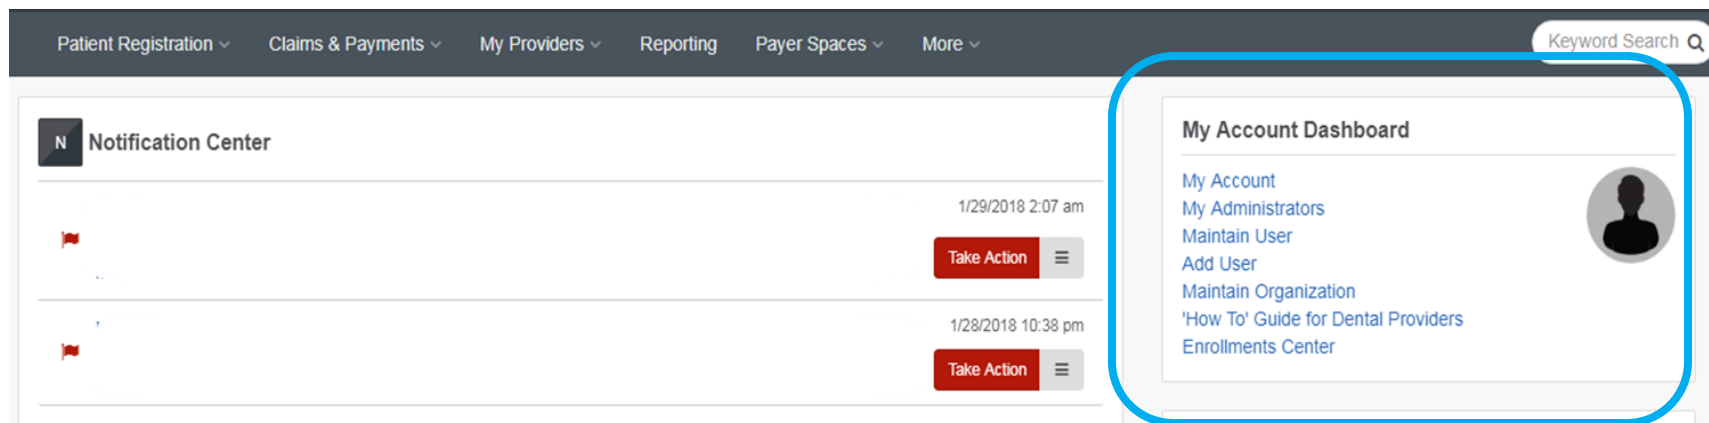 Patient Registration
Claims & Payments
My Providers
Reporting
Payer Spaces
More
Keyword Search
N
Notification Center
1/29/2018 2:07 am
Take Action
1/28/2018 10:38 pm
Take Action
My Account Dashboard
My Account
My Administrators
Maintain User
Add User
Maintain Organization
'How To' Guide for Dental Providers
Enrollments Center